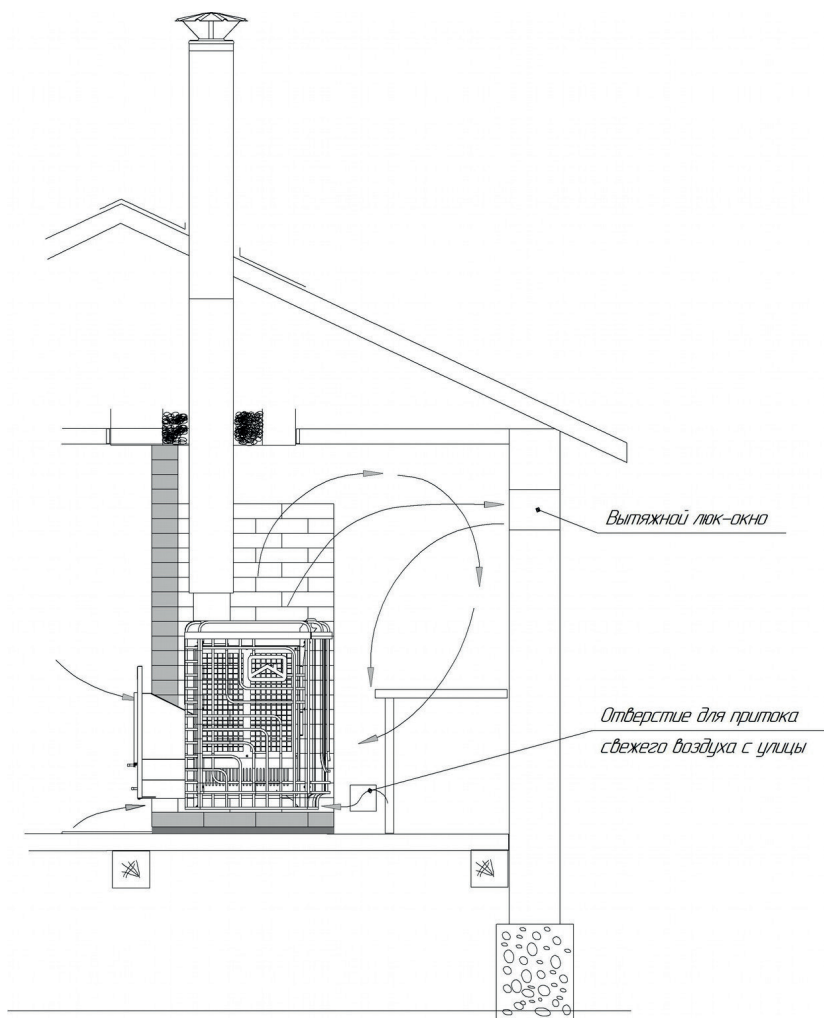 Вытяжной люк-окно
Отверстие для притока
свежего воздуха с улицы